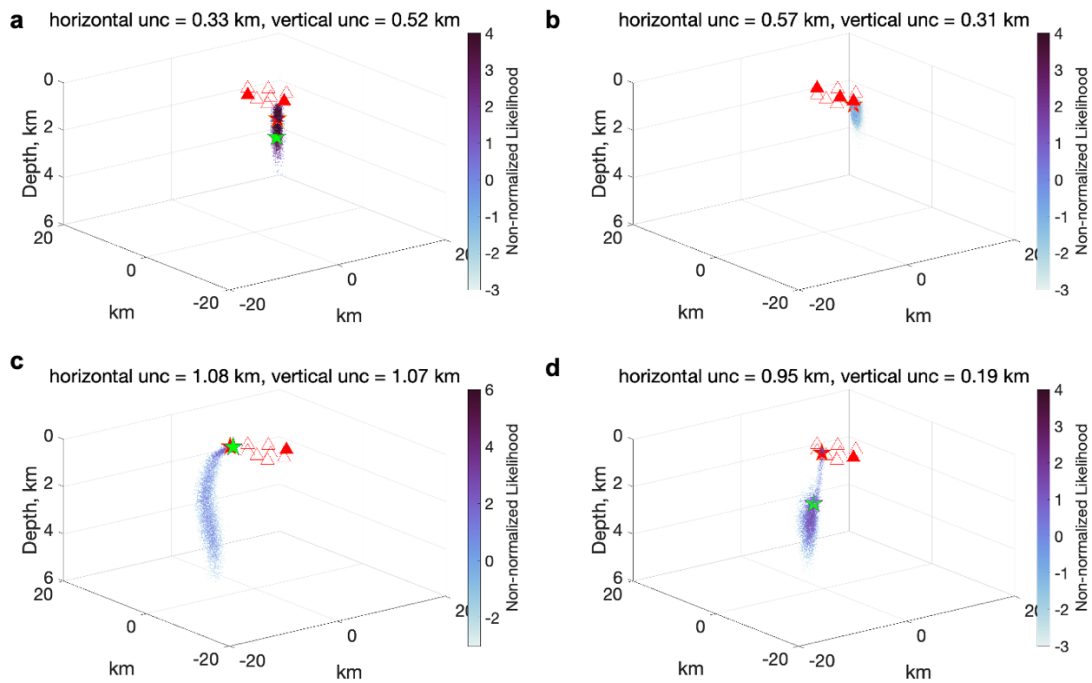 a
horizontal unc = 0.33 km, vertical unc = 0.52 km
0
2
4
6
Depth, km
20
0
-20
km
-20
0
20
km
4
3
2
1
0
-1
-2
-3
Non-normalized Likelihood
b
horizontal unc = 0.57 km, vertical unc = 0.31 km
0
2
4
6
Depth, km
20
0
-20
km
-20
0
20
km
4
3
2
1
0
-1
-2
-3
Non-normalized Likelihood
c
horizontal unc = 1.08 km, vertical unc = 1.07 km
0
2
4
6
Depth, km
20
0
-20
km
-20
0
20
km
6
4
2
0
-2
Non-normalized Likelihood
d
horizontal unc = 0.95 km, vertical unc = 0.19 km
0
2
4
6
Depth, km
20
0
-20
km
-20
0
20
km
4
3
2
1
0
-1
-2
-3
Non-normalized Likelihood